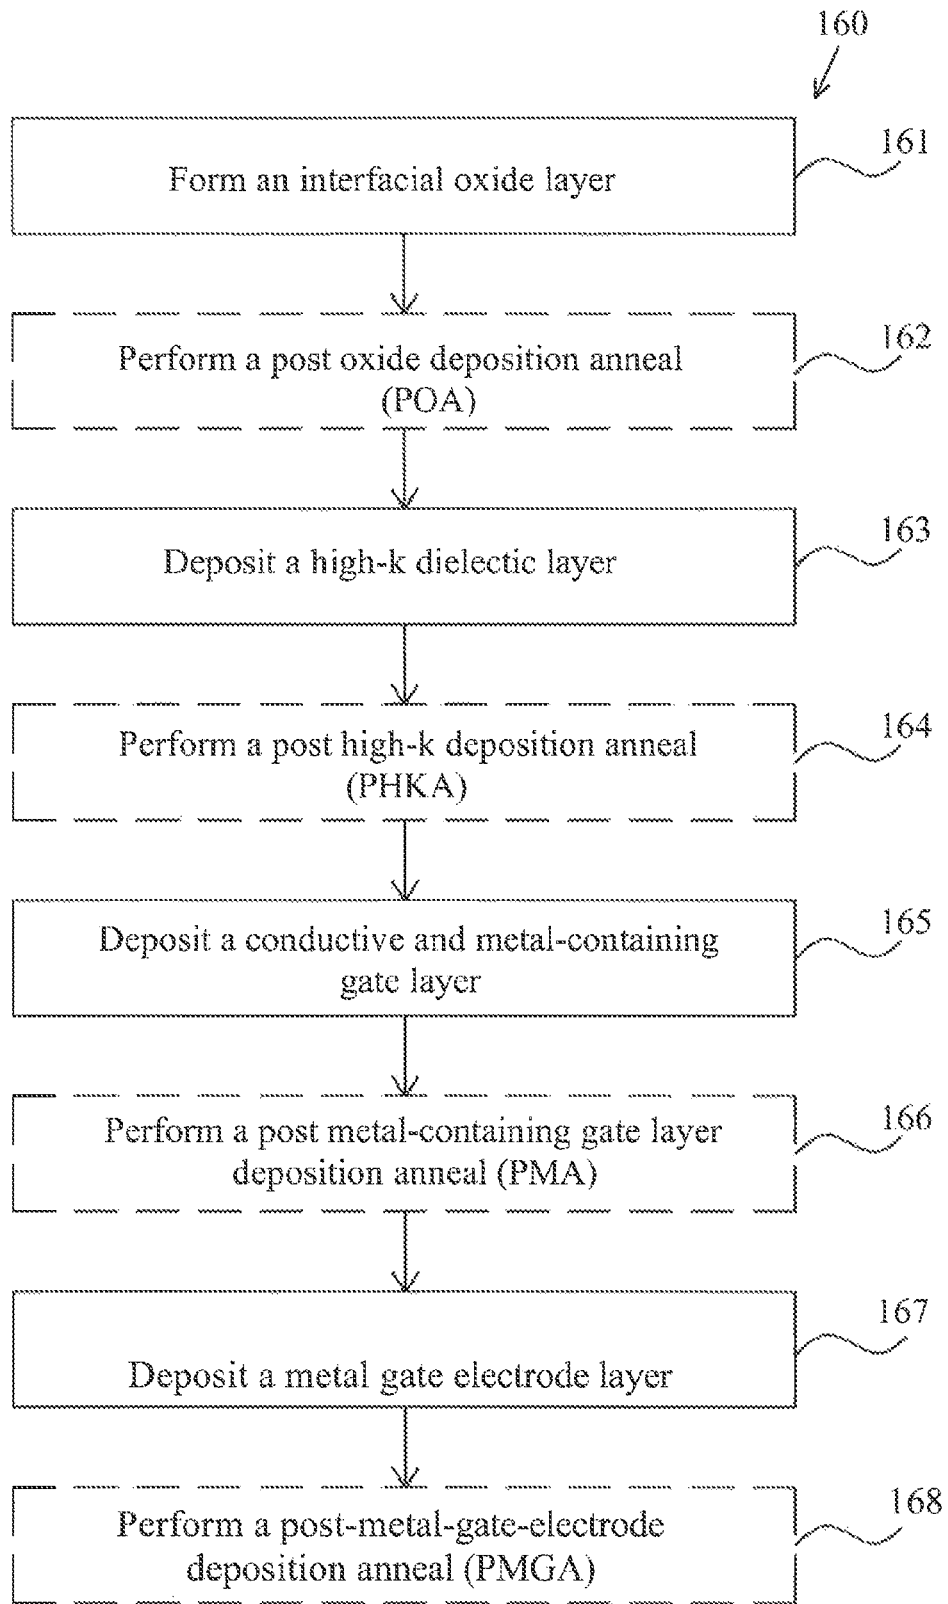 160
Form an interfacial oxide layer
161
Perform a post oxide deposition anneal
(POA)
162
Deposit a high-k dielectic layer
163
Perform a post high-k deposition anneal
(PHKA)
164
Deposit a conductive and metal-containing
gate layer
165
Perform a post metal-containing gate layer
deposition anneal (PMA)
166
Deposit a metal gate electrode layer
167
Perform a post-metal-gate-electrode
deposition anneal (PMGA)
168